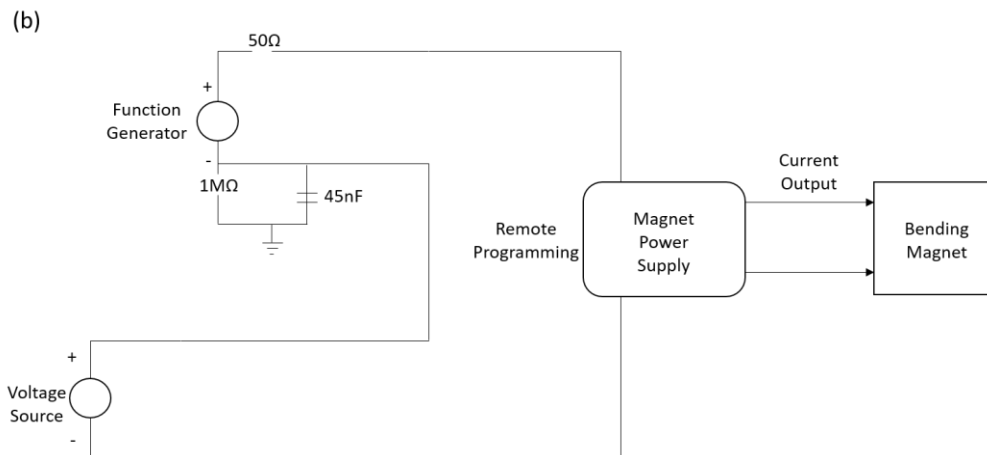 (b)
50Ω
+
Function
Generator
-
1MΩ
45nF
Current
Output
Remote
Programming
Magnet
Power
Supply
Bending
Magnet
+
Voltage
Source
-